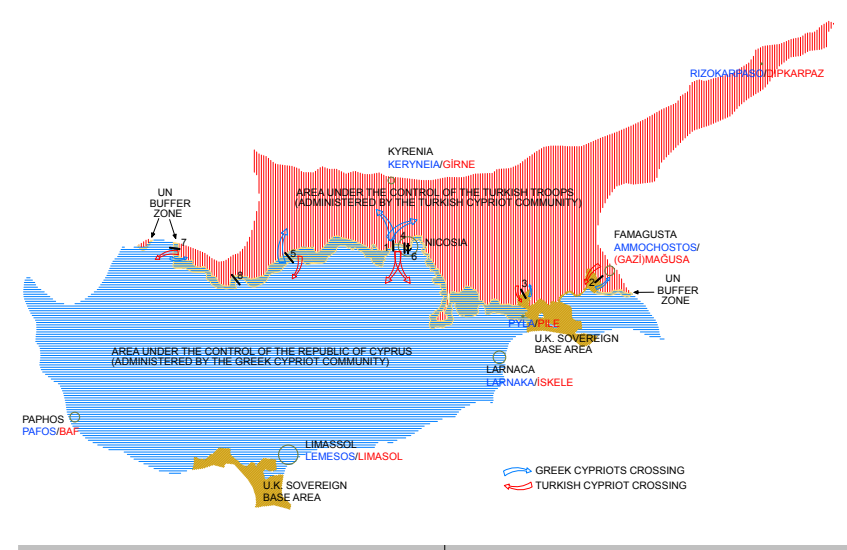 RIZOKARPASO/DIPKARPAZ
KYRENIA
KERYNEIA/GİRNE
UN
BUFFER
ZONE
AREA UNDER THE CONTROL OF THE TURKISH TROOPS
(ADMINISTERED BY THE TURKISH CYPRIOT COMMUNITY)
7
8
5
1
4
6
NICOSIA
FAMAGUSTA
AMMOCHOSTOS/
(GAZİ)MAĞUSA
2
3
UN
BUFFER
ZONE
PYLA/PILE
U.K. SOVEREIGN
BASE AREA
AREA UNDER THE CONTROL OF THE REPUBLIC OF CYPRUS
(ADMINISTERED BY THE GREEK CYPRIOT COMMUNITY)
LARNACA
LARNAKA/İSKELE
PAPHOS
PAFOS/BAF
LIMASSOL
LEMESOS/LIMASOL
U.K. SOVEREIGN
BASE AREA
GREEK CYPRIOTS CROSSING
TURKISH CYPRIOT CROSSING